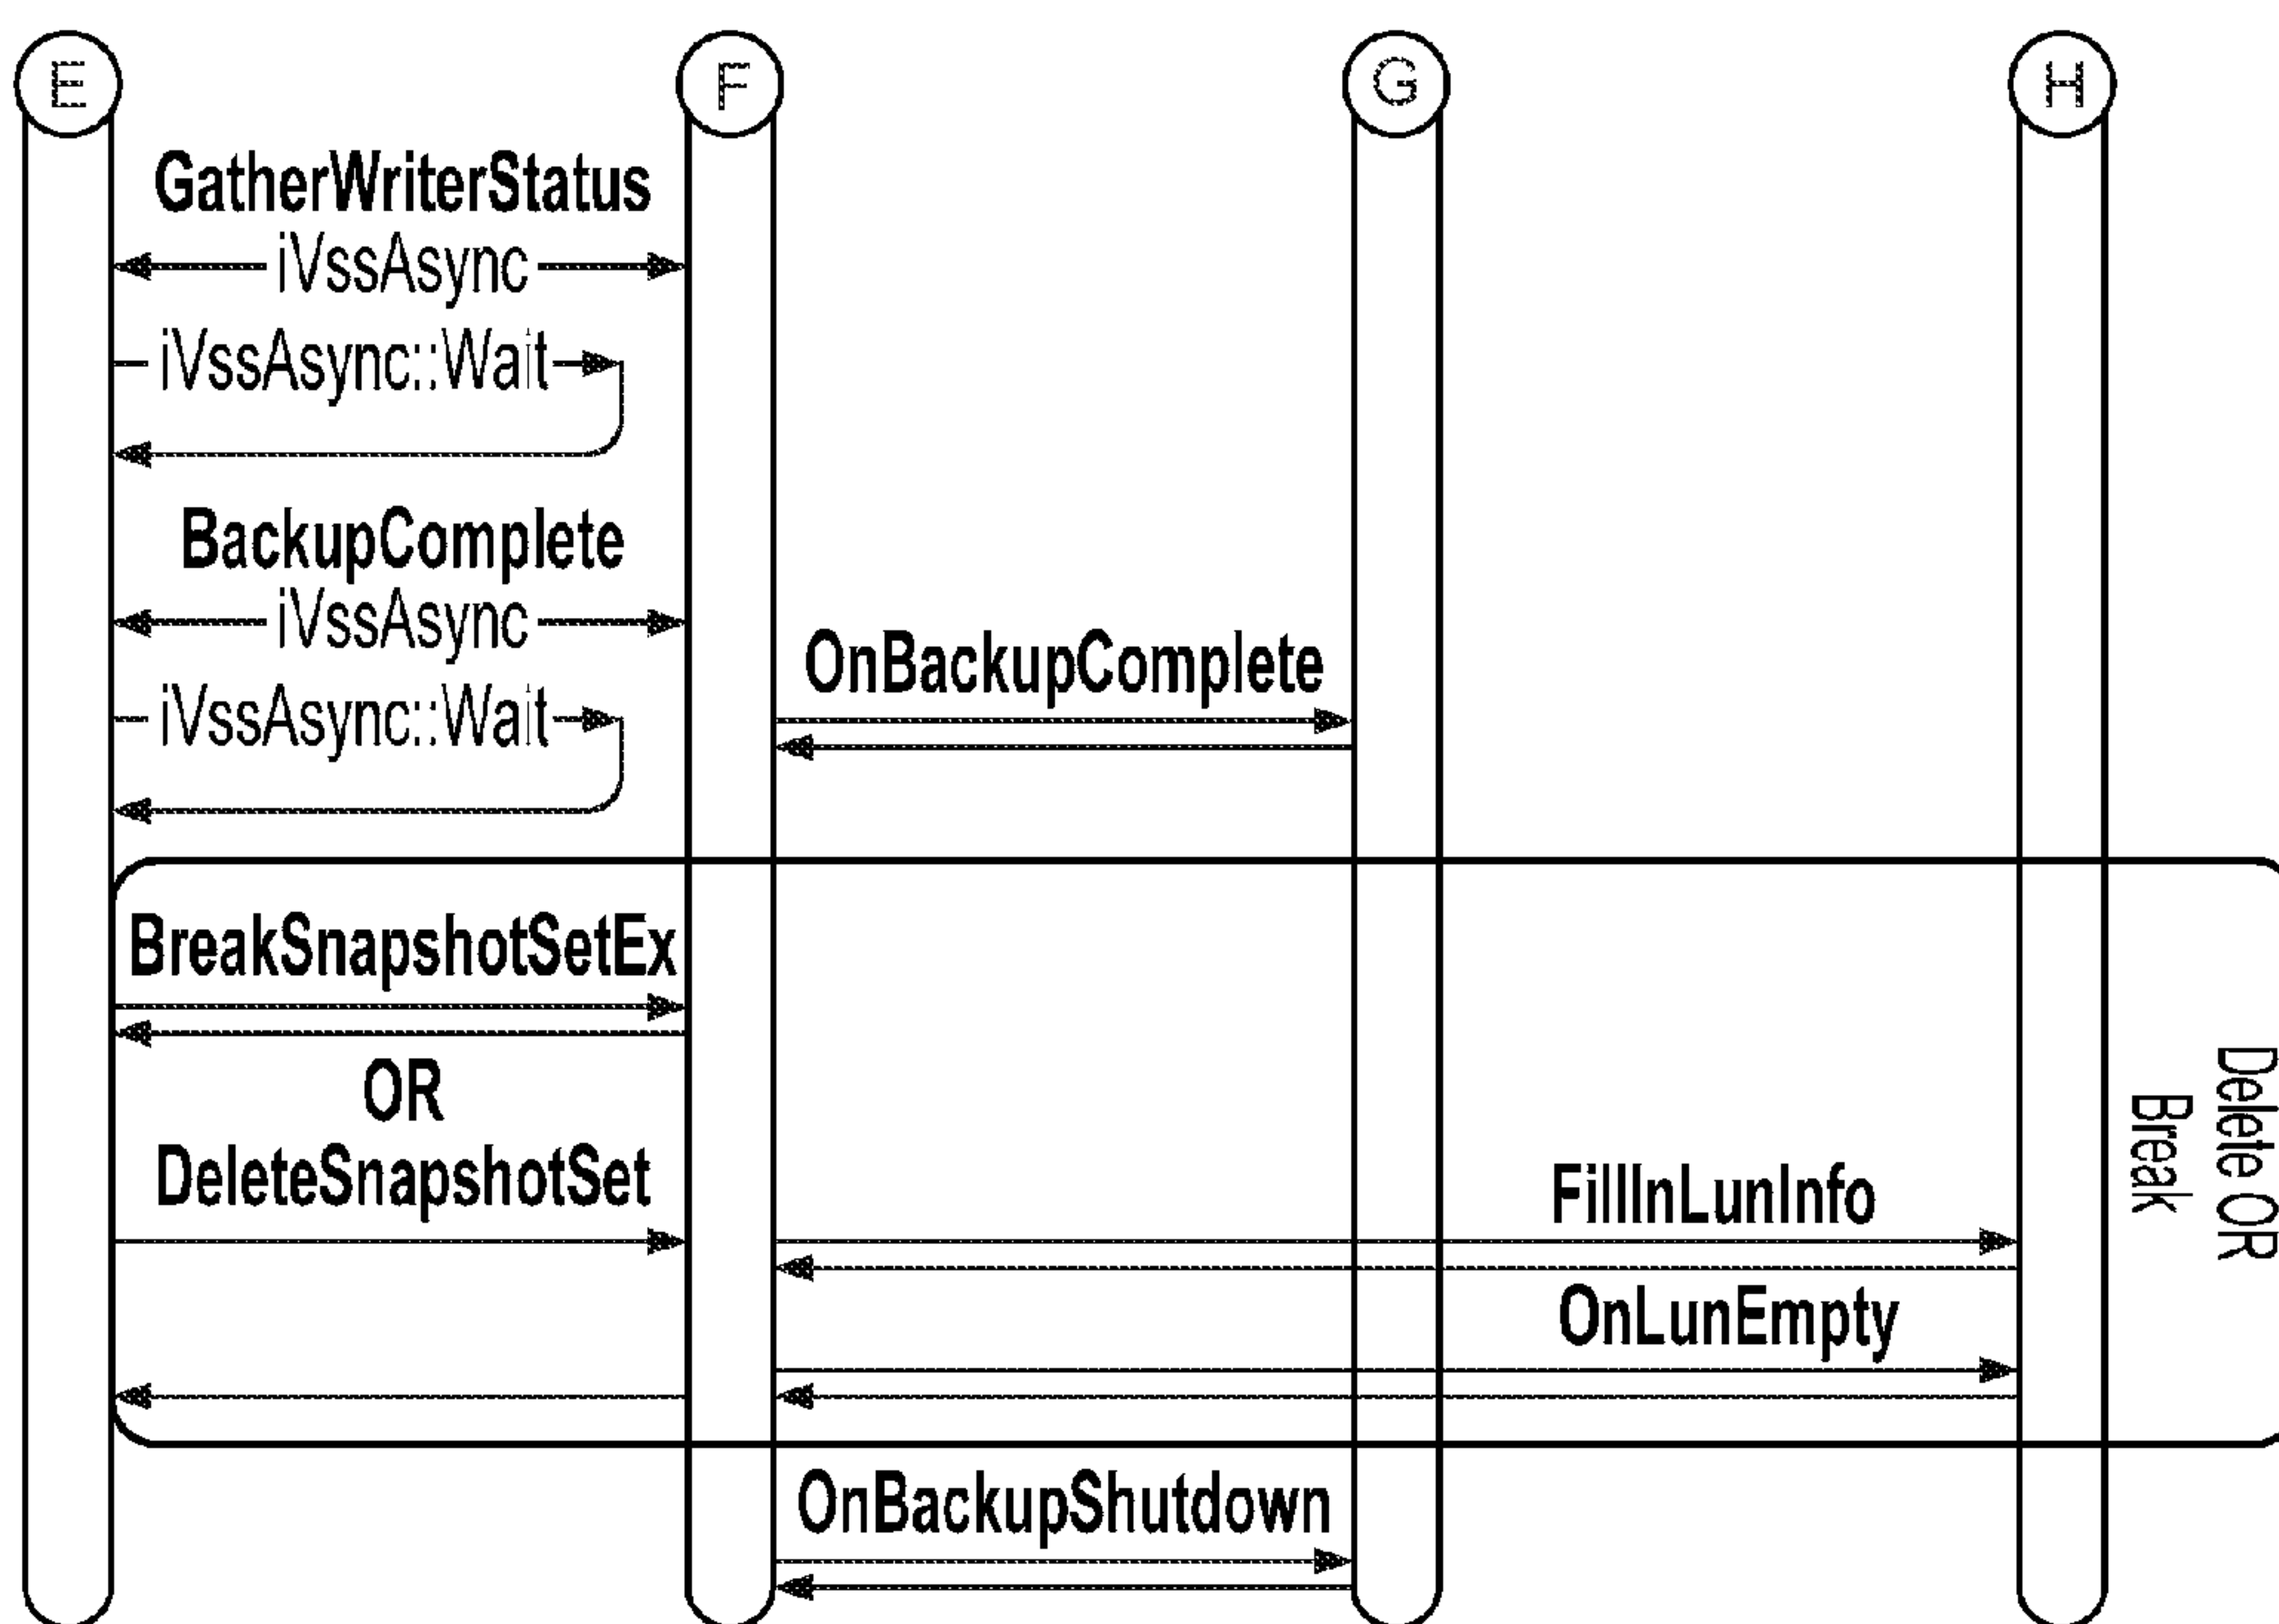 E
F
G
H
GatherWriterStatus
iVssAsync
iVssAsync::Wait
BackupComplete
iVssAsync
OnBackupComplete
iVssAsync::Wait
BreakSnapshotSetEx
OR
DeleteSnapshotSet
FillInLunInfo
OnLunEmpty
Delete OR
Break
OnBackupShutdown